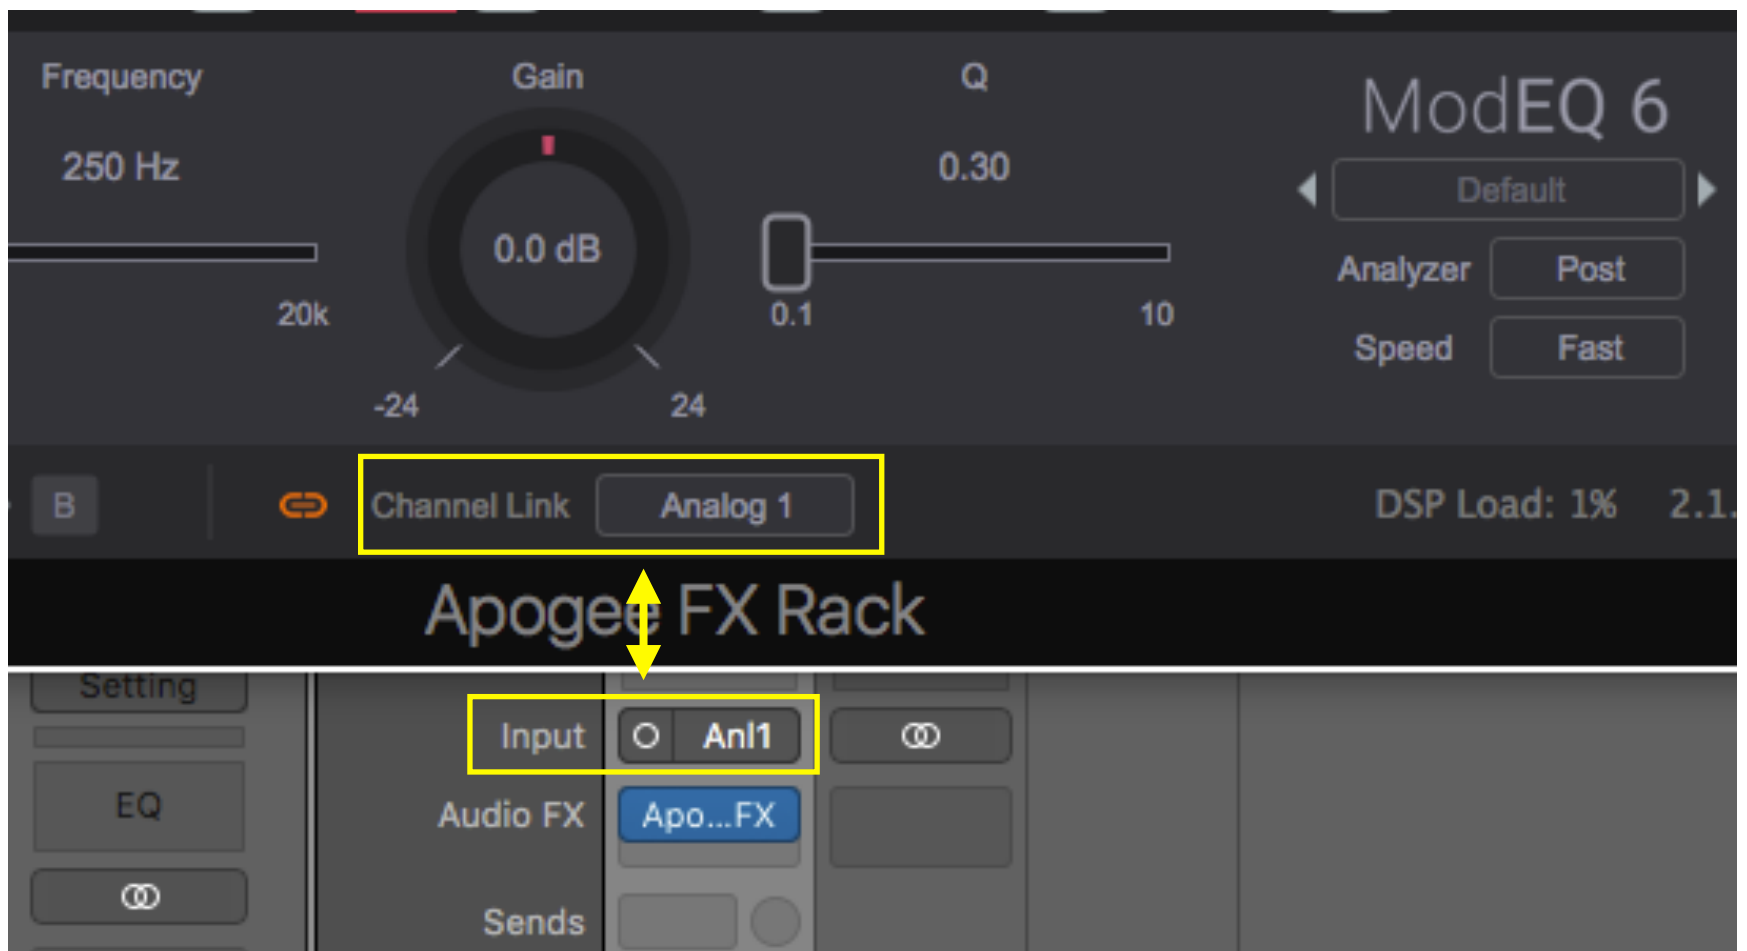 Frequency
Gain
Q
ModEQ 6
250 Hz
0.30
Default
0.0 dB
Analyzer
Post
20k
0.1
10
Speed
Fast
-24
24
B
Channel Link
Analog 1
DSP Load: 1%
2.1.
Apogee FX Rack
Setting
Input
Anl1
EQ
Audio FX
Apo...FX
Sends